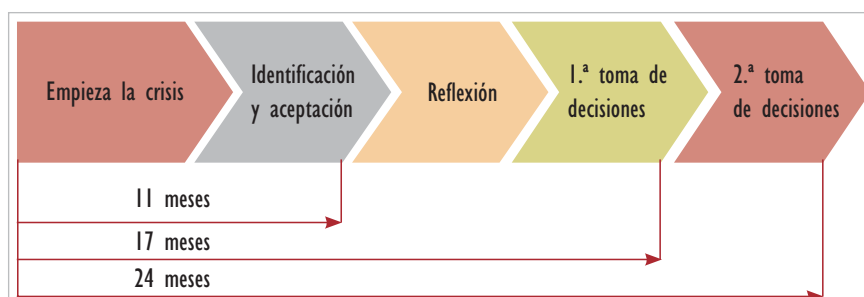 Empieza la crisis
Identificación
y aceptación
Reflexión
1.ª toma de
decisiones
2.ª toma
de decisiones
11 meses
17 meses
24 meses